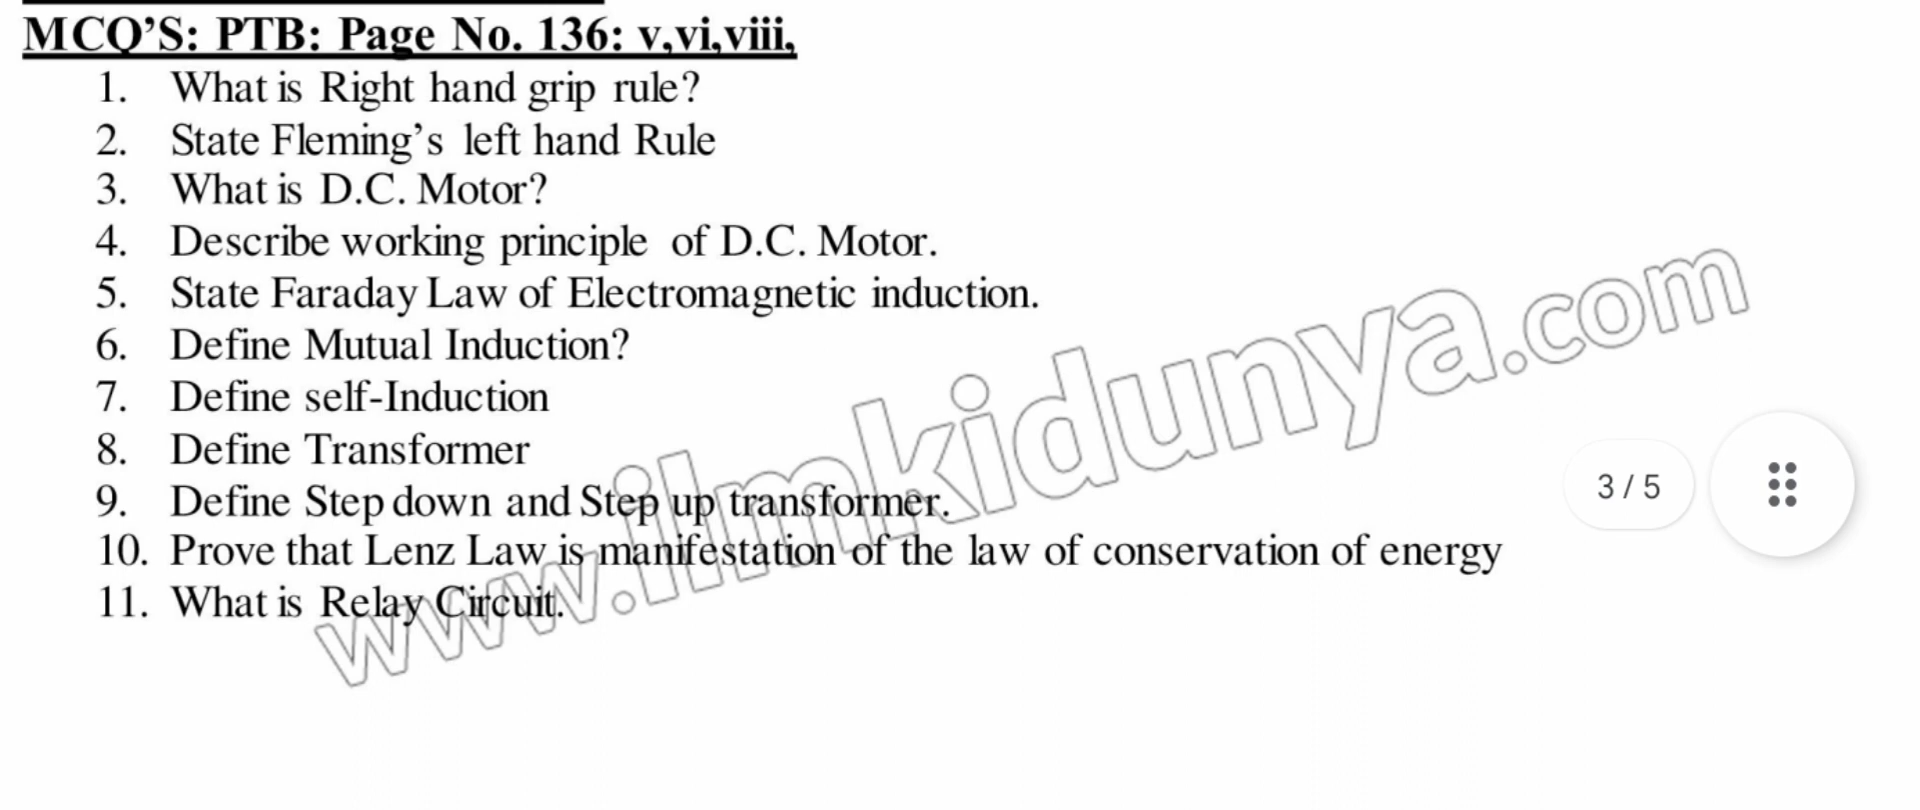 MCQ’S: PTB: Page No. 136: v,vi,viii,
1. What is Right hand grip rule?
2. State Fleming’s left hand Rule
3. What is D.C. Motor?
4. Describe working principle of D.C. Motor.
5. State Faraday Law of Electromagnetic induction.
6. Define Mutual Induction?
7. Define self-Induction
8. Define Transformer
3 / 5
9. Define Step down and Step up transformer.
10. Prove that Lenz Law is manifestation of the law of conservation of energy
11. What is Relay Circuit.
www.ilmkidunya.com